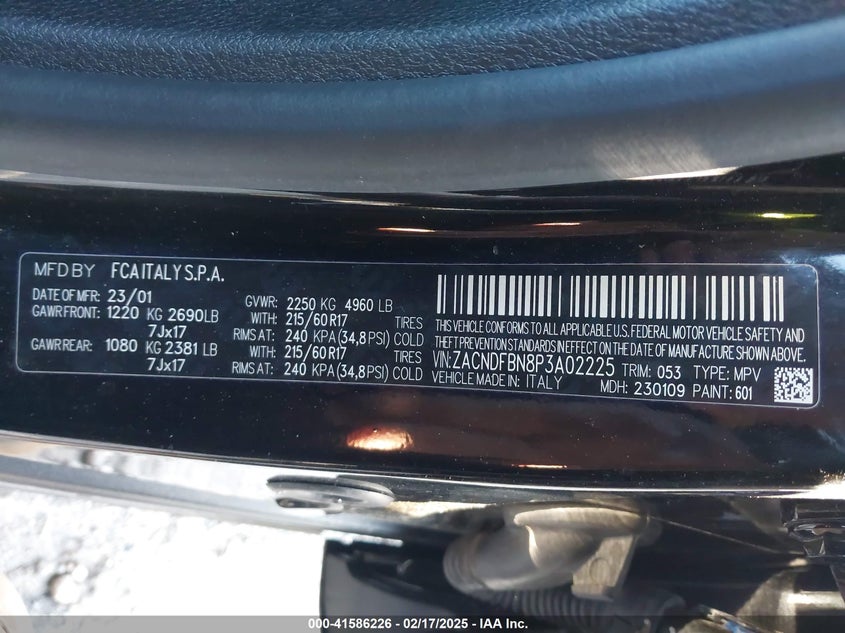 MFD BY FCA ITALY S.P.A.
DATE OF MFR: 23/01 GVWR: 2250 KG 4960 LB
GAWR FRONT: 1220 KG 2690LB WITH: 215/60 R17 TIRES
7Jx17 RIMS AT: 240 KPA (34,8 PSI) COLD
GAWR REAR: 1080 KG 2381 LB WITH: 215/60 R17 TIRES
7Jx17 RIMS AT: 240 KPA (34,8 PSI) COLD
THIS VEHICLE CONFORMS TO ALL APPLICABLE U.S. FEDERAL MOTOR VEHICLE SAFETY AND
THEFT PREVENTION STANDARDS IN EFFECT ON THE DATE OF MANUFACTURE SHOWN ABOVE.
VIN: ZACNDFBN8P3A02225 TRIM: 053 TYPE: MPV
VEHICLE MADE IN: ITALY MDH: 230109 PAINT: 601
000-41586226 - 02/17/2025 - IAA Inc.